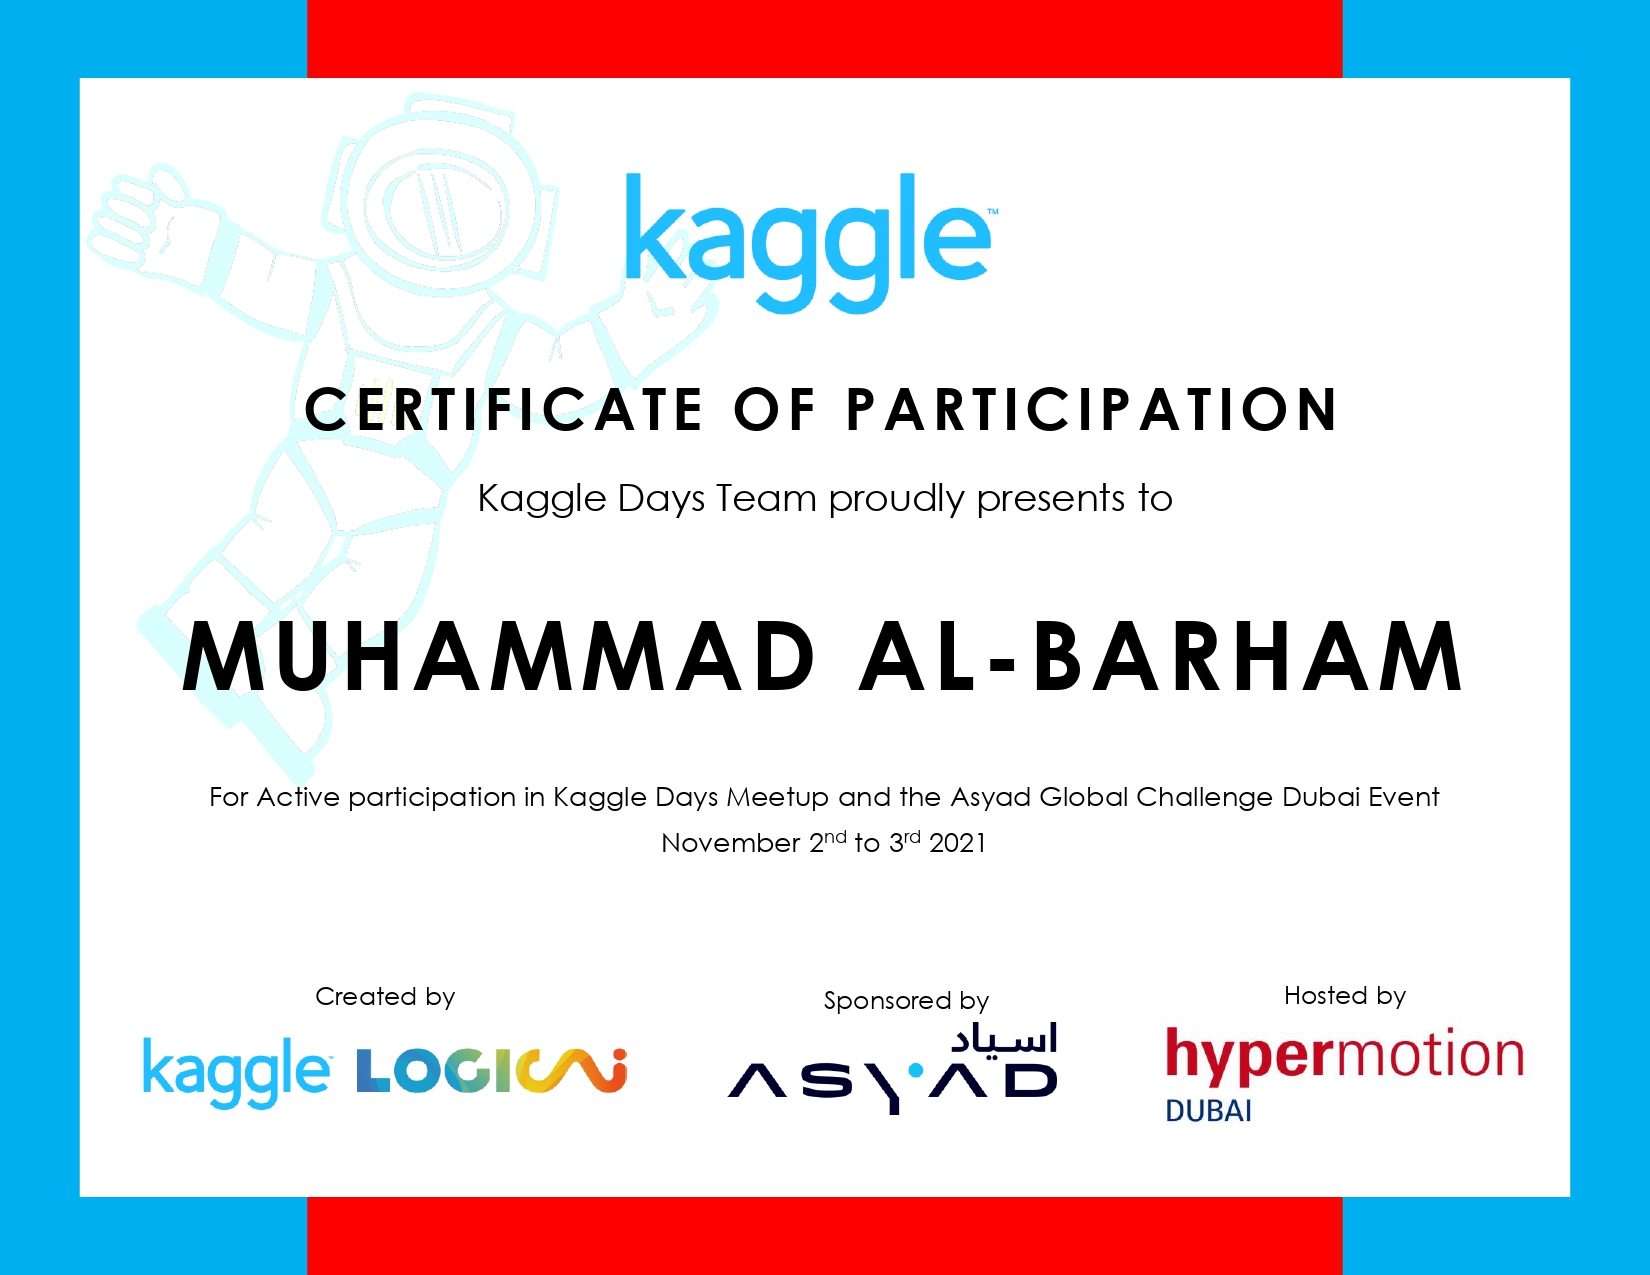 kaggle™
CERTIFICATE OF PARTICIPATION
Kaggle Days Team proudly presents to
MUHAMMAD AL-BARHAM
For Active participation in Kaggle Days Meetup and the Asyad Global Challenge Dubai Event
November 2nd to 3rd 2021
Created by
kaggle LOGICAI
Sponsored by
اسياد
ASYAD
Hosted by
hypermotion
DUBAI